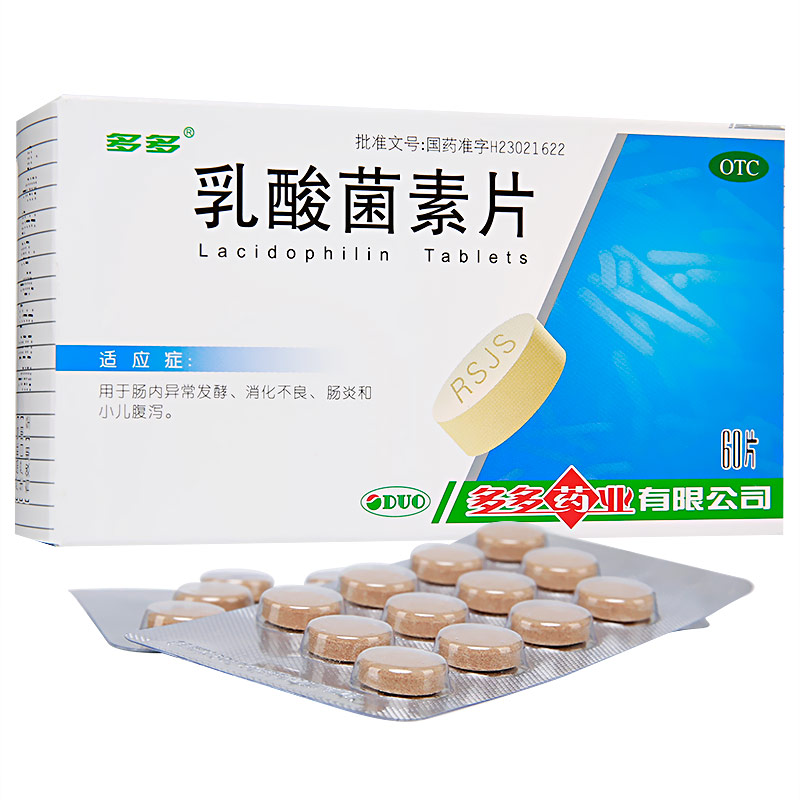 多多®
批准文号:国药准字H23021622
OTC
乳酸菌素片
Lacidophilin Tablets
适应症:
用于肠内异常发酵、消化不良、肠炎和
小儿腹泻。
RSJS
60片
DUO
多多药业有限公司